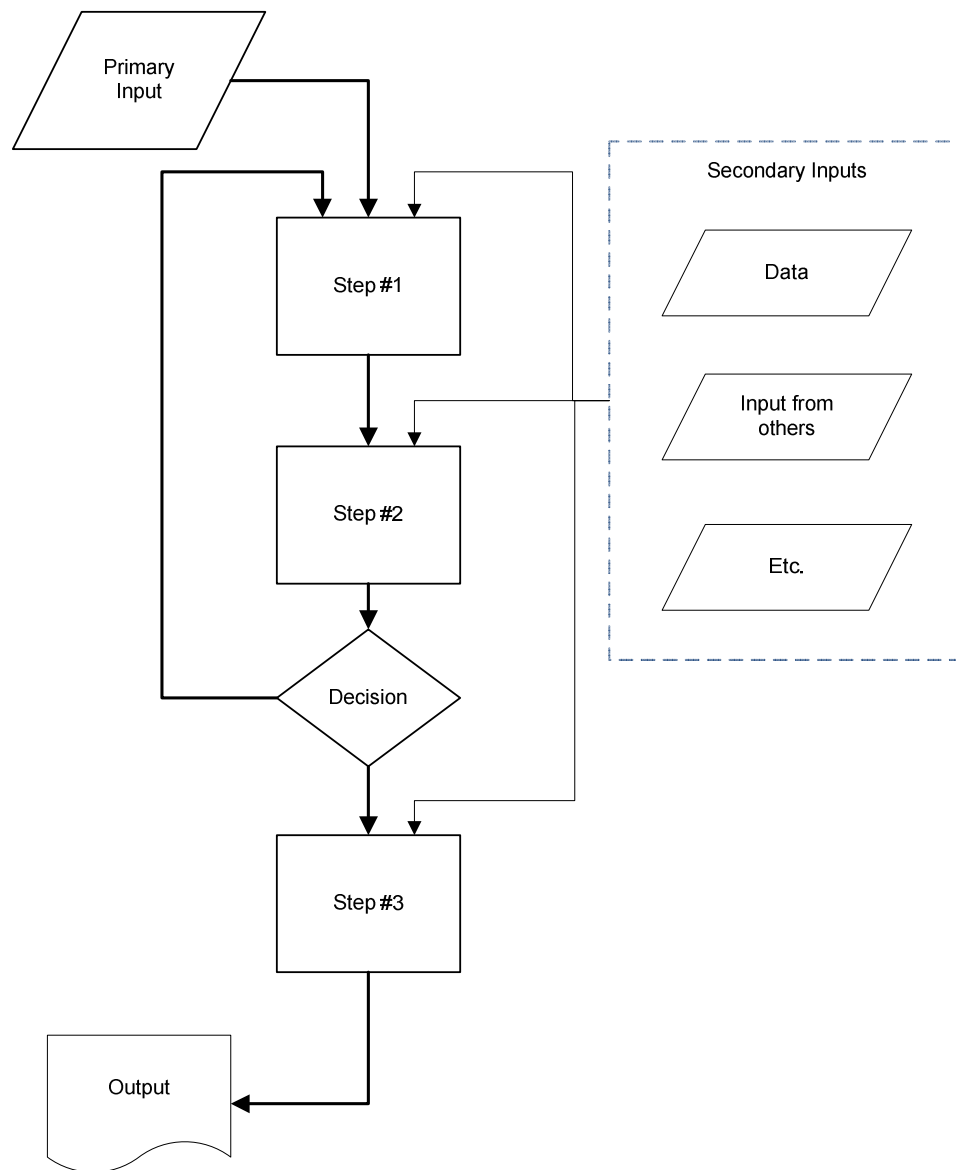 Primary
Input
Secondary Inputs
Data
Step #1
Input from
others
Step #2
Etc.
Decision
Step #3
Output